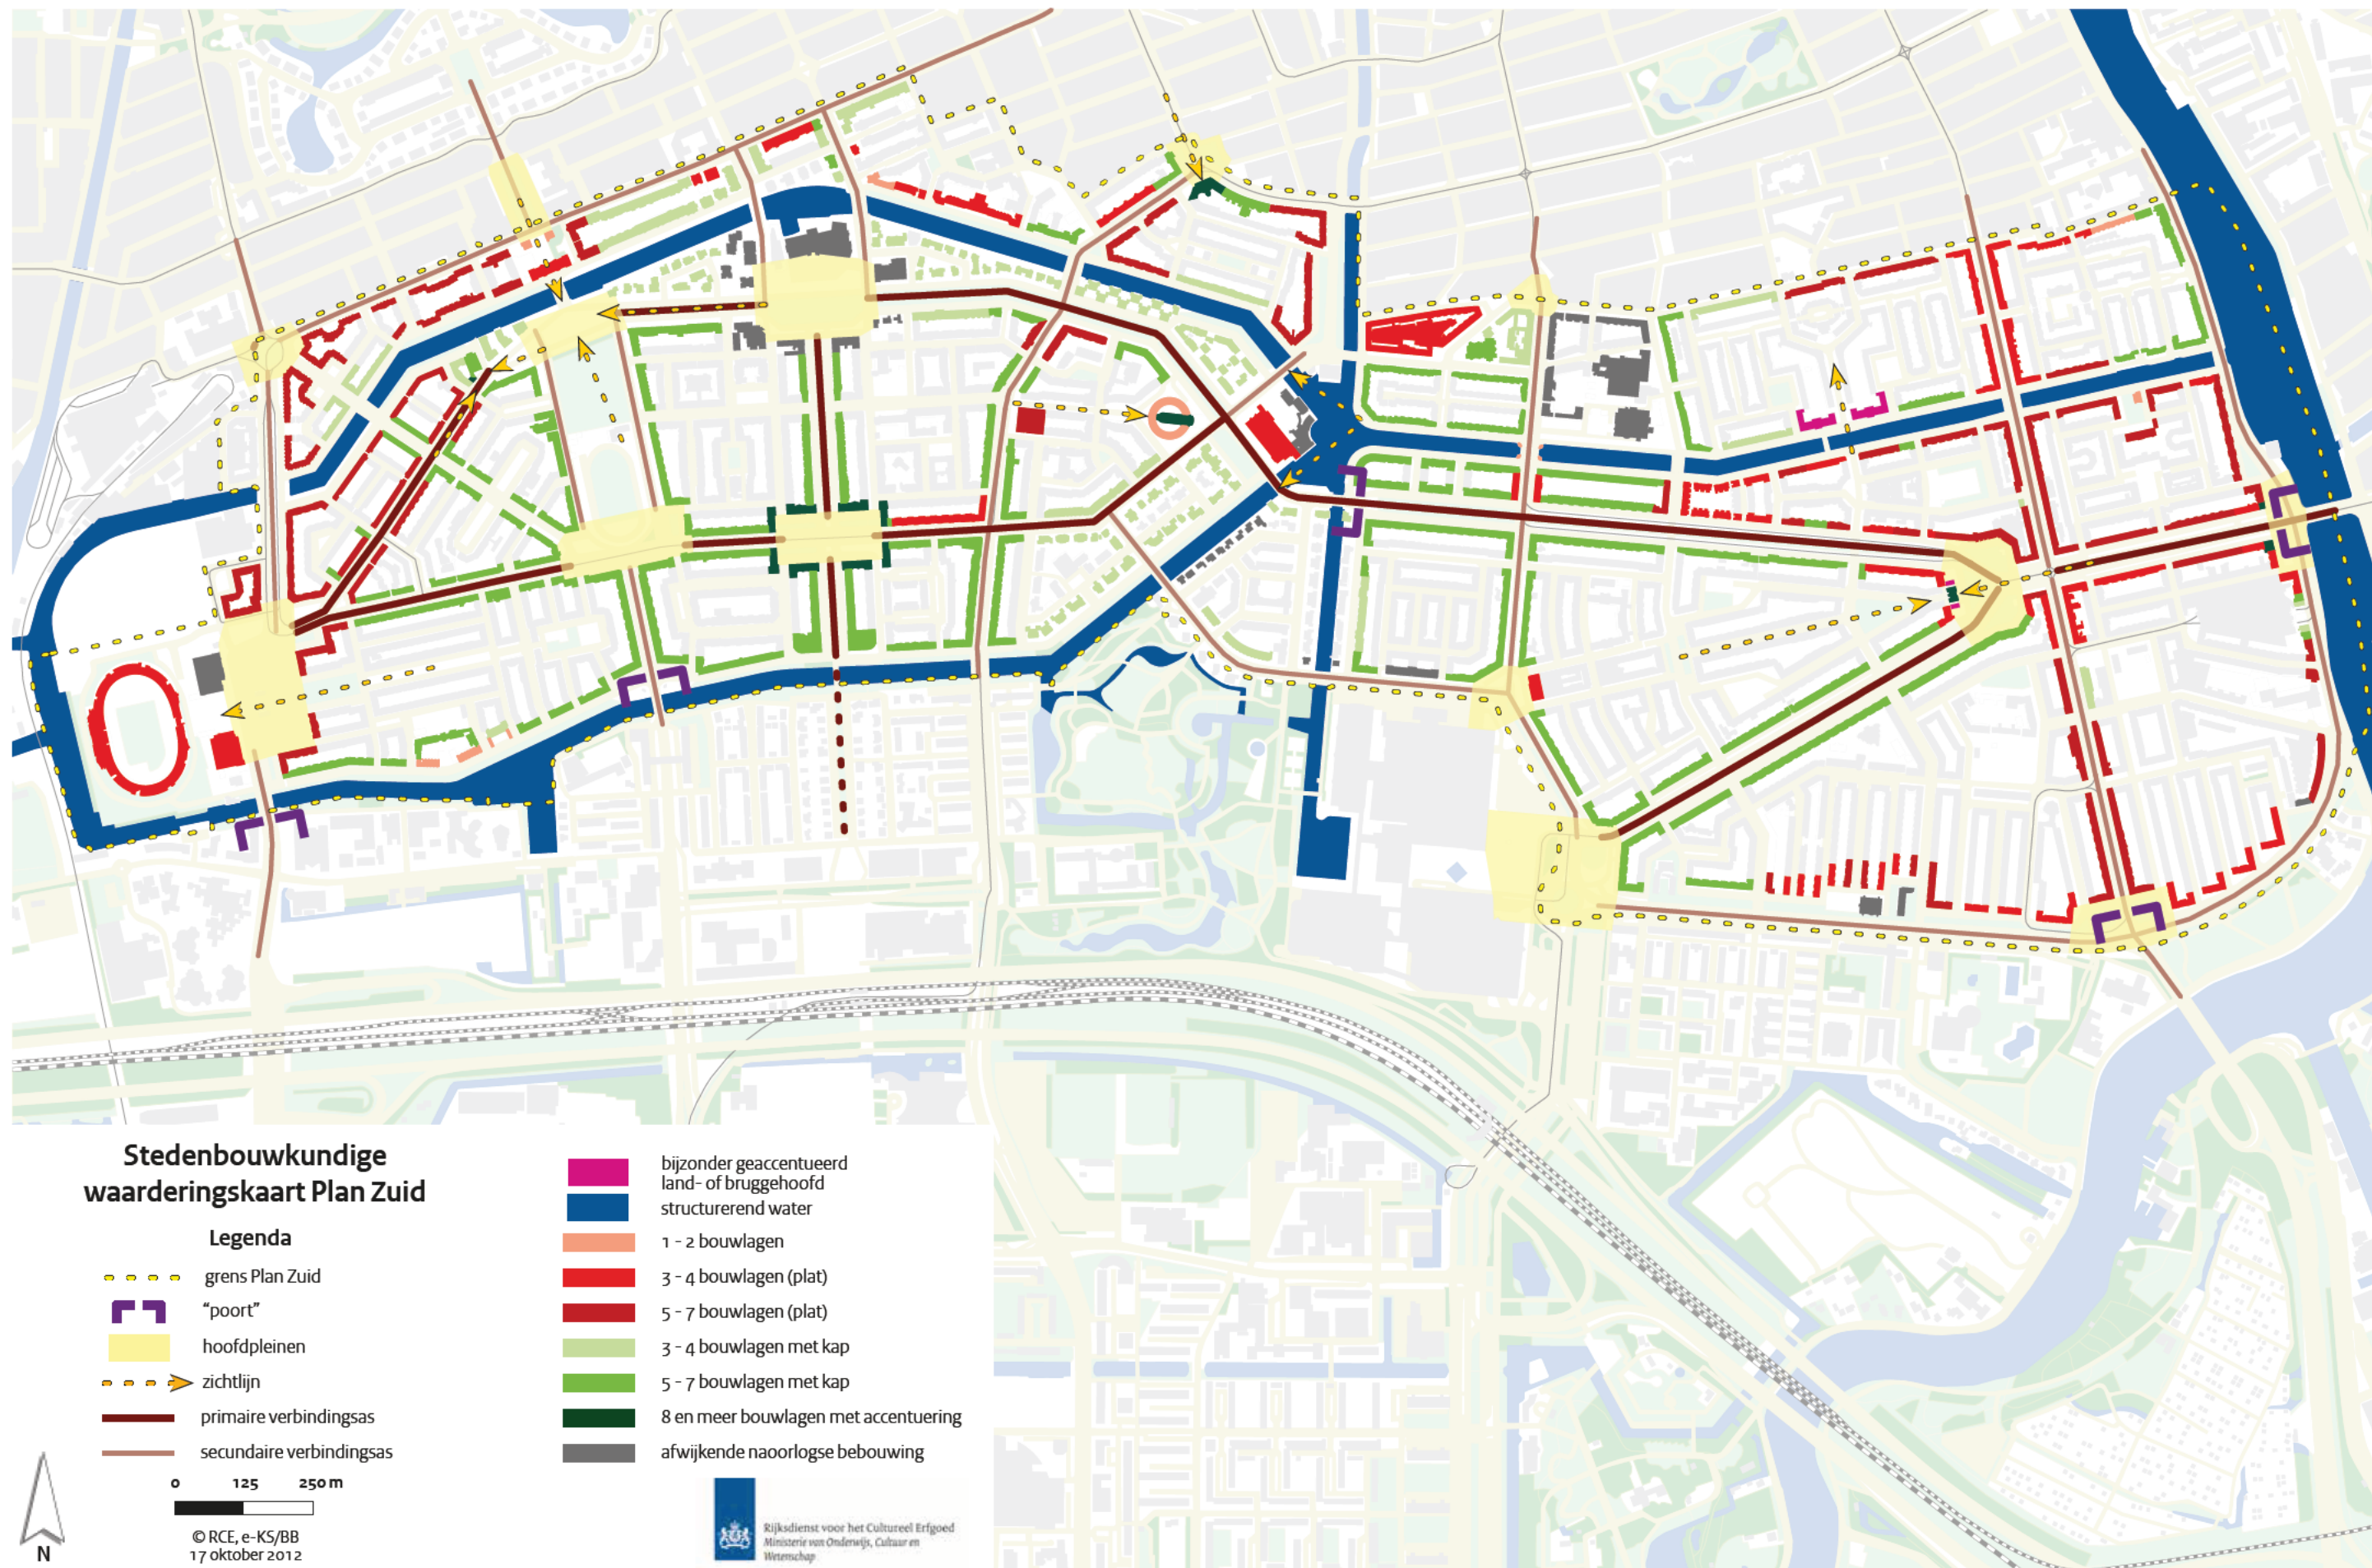 Stedenbouwkundige
waarderingskaart Plan Zuid
Legenda
grens Plan Zuid
“poort”
hoofdpleinen
zichtlijn
primaire verbindingsas
secundaire verbindingsas
0 125 250 m
© RCE, e-KS/BB
17 oktober 2012
N
bijzonder geaccentueerd
land- of bruggehoofd
structurerend water
1 - 2 bouwlagen
3 - 4 bouwlagen (plat)
5 - 7 bouwlagen (plat)
3 - 4 bouwlagen met kap
5 - 7 bouwlagen met kap
8 en meer bouwlagen met accentuering
afwijkende naoorlogse bebouwing
Rijksdienst voor het Cultureel Erfgoed
Ministerie van Onderwijs, Cultuur en
Wetenschap